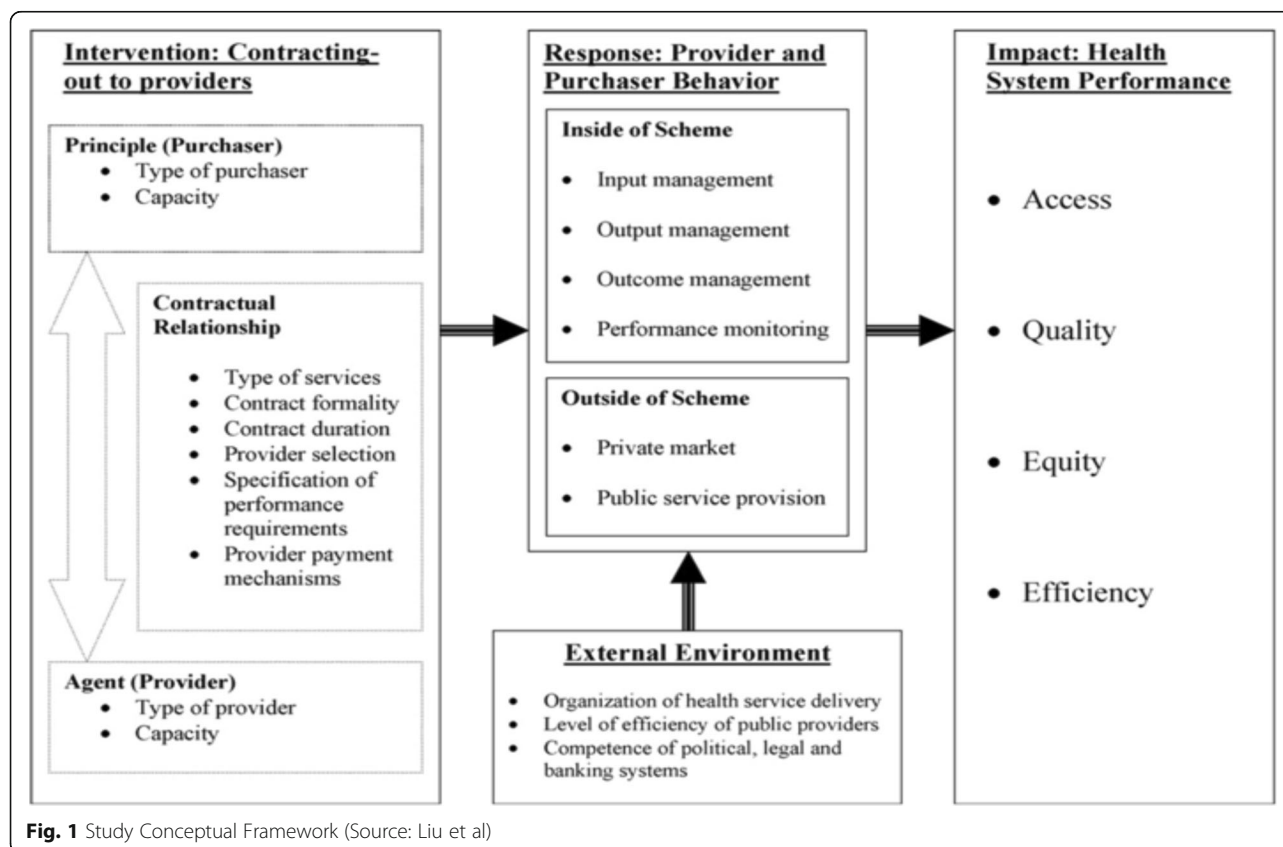 Intervention: Contracting-
out to providers
Principle (Purchaser)
• Type of purchaser
• Capacity
Contractual
Relationship
• Type of services
• Contract formality
• Contract duration
• Provider selection
• Specification of
performance
requirements
• Provider payment
mechanisms
Agent (Provider)
• Type of provider
• Capacity
Response: Provider and
Purchaser Behavior
Inside of Scheme
• Input management
• Output management
• Outcome management
• Performance monitoring
Outside of Scheme
• Private market
• Public service provision
External Environment
• Organization of health service delivery
• Level of efficiency of public providers
• Competence of political, legal and
banking systems
Impact: Health
System Performance
• Access
• Quality
• Equity
• Efficiency
Fig. 1 Study Conceptual Framework (Source: Liu et al)